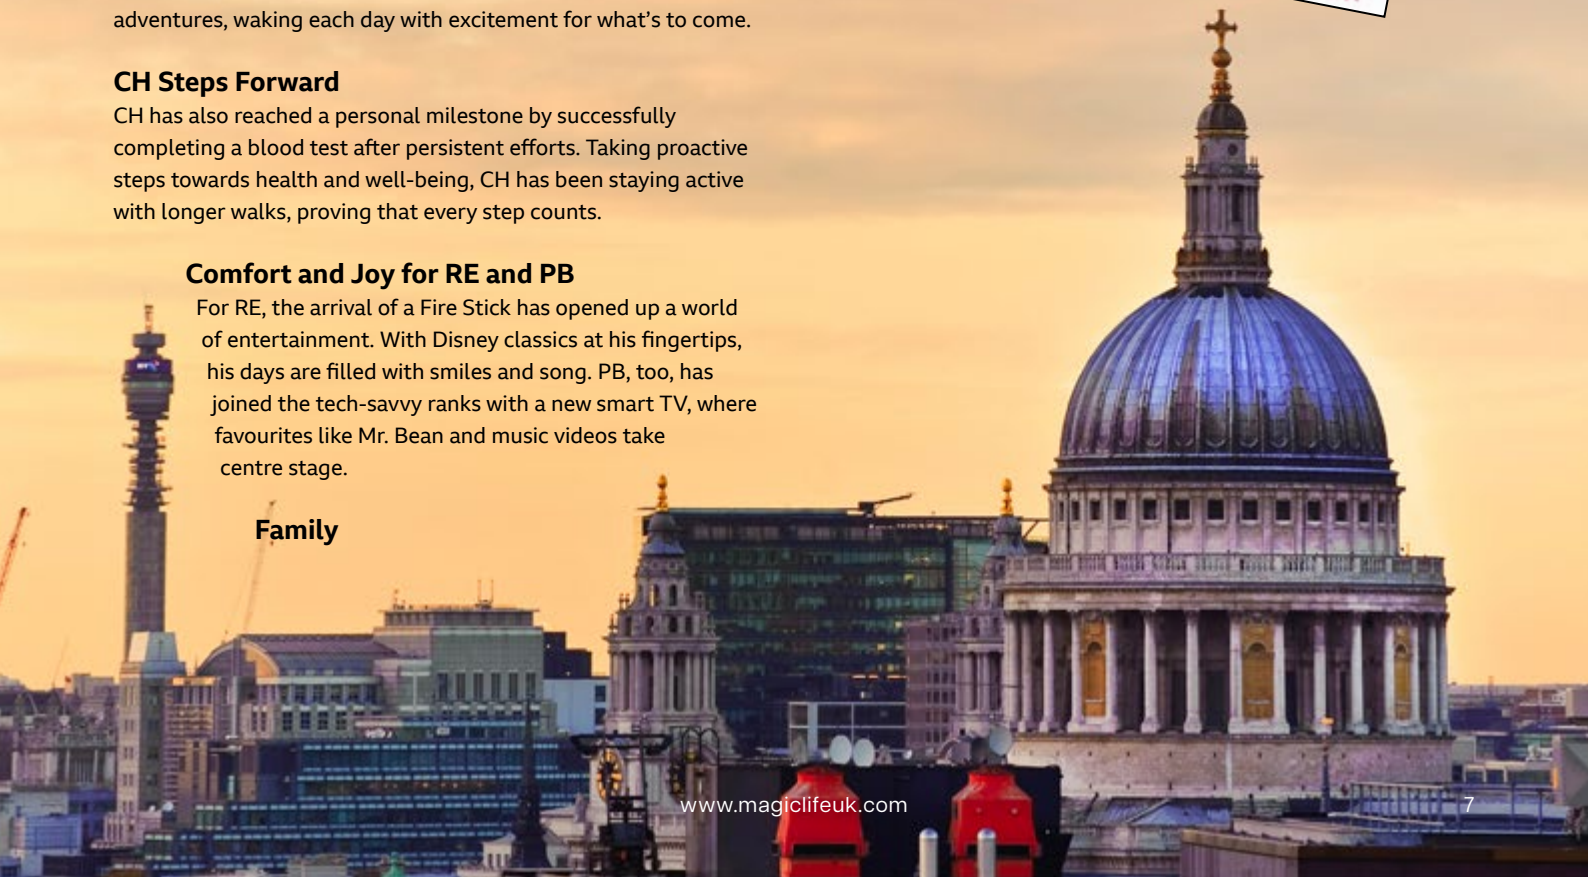 adventures, waking each day with excitement for what’s to come.
CH Steps Forward
CH has also reached a personal milestone by successfully
completing a blood test after persistent efforts. Taking proactive
steps towards health and well-being, CH has been staying active
with longer walks, proving that every step counts.
Comfort and Joy for RE and PB
For RE, the arrival of a Fire Stick has opened up a world
of entertainment. With Disney classics at his fingertips,
his days are filled with smiles and song. PB, too, has
joined the tech-savvy ranks with a new smart TV, where
favourites like Mr. Bean and music videos take
centre stage.
Family
BT
www.magiclifeuk.com
7